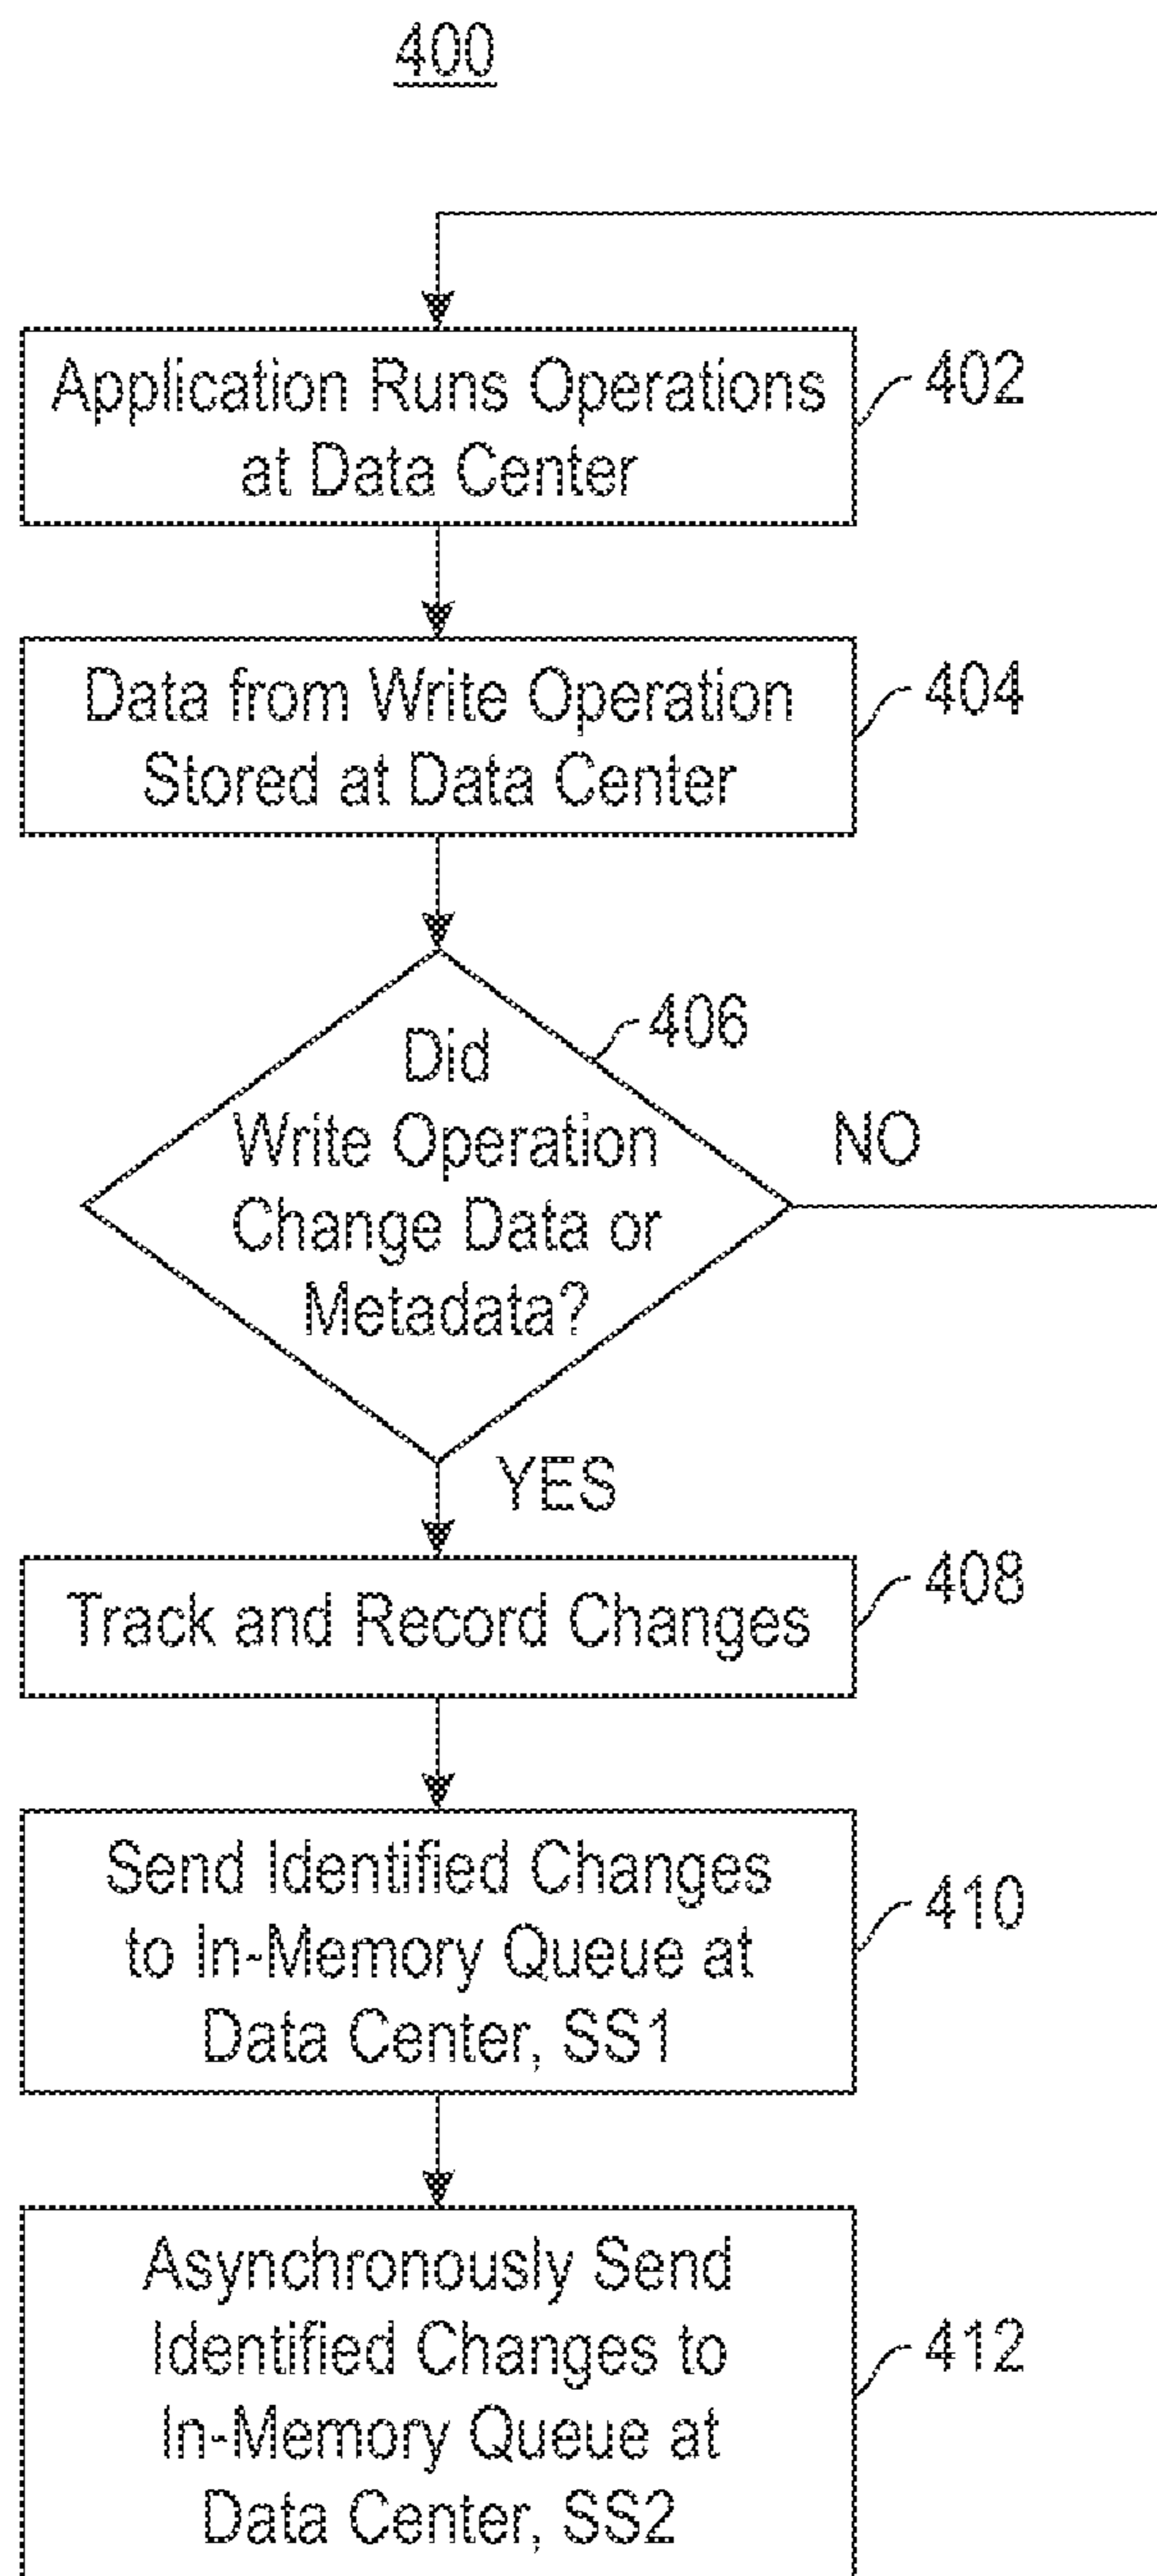 400
Application Runs Operations
at Data Center
402
Data from Write Operation
Stored at Data Center
404
Did
Write Operation
Change Data or
Metadata?
406
NO
YES
Track and Record Changes
408
Send Identified Changes
to In-Memory Queue at
Data Center, SS1
410
Asynchronously Send
Identified Changes to
In-Memory Queue at
Data Center, SS2
412